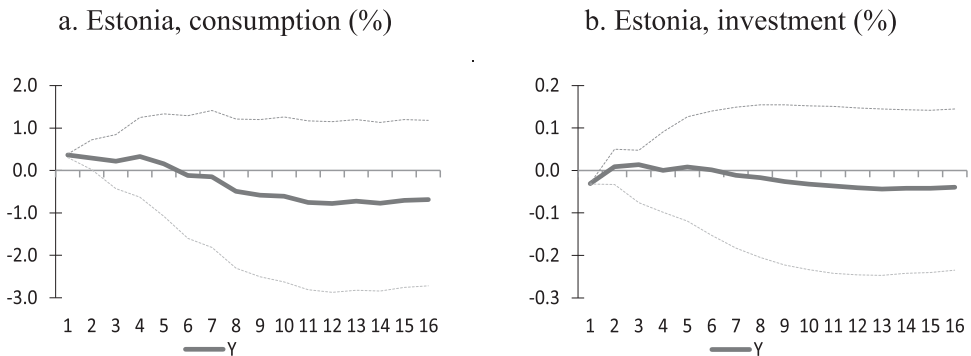 a. Estonia, consumption (%)
2.0
1.0
0.0
-1.0
-2.0
-3.0
1 2 3 4 5 6 7 8 9 10 11 12 13 14 15 16
Y
b. Estonia, investment (%)
0.2
0.1
0.0
-0.1
-0.2
-0.3
1 2 3 4 5 6 7 8 9 10 11 12 13 14 15 16
Y